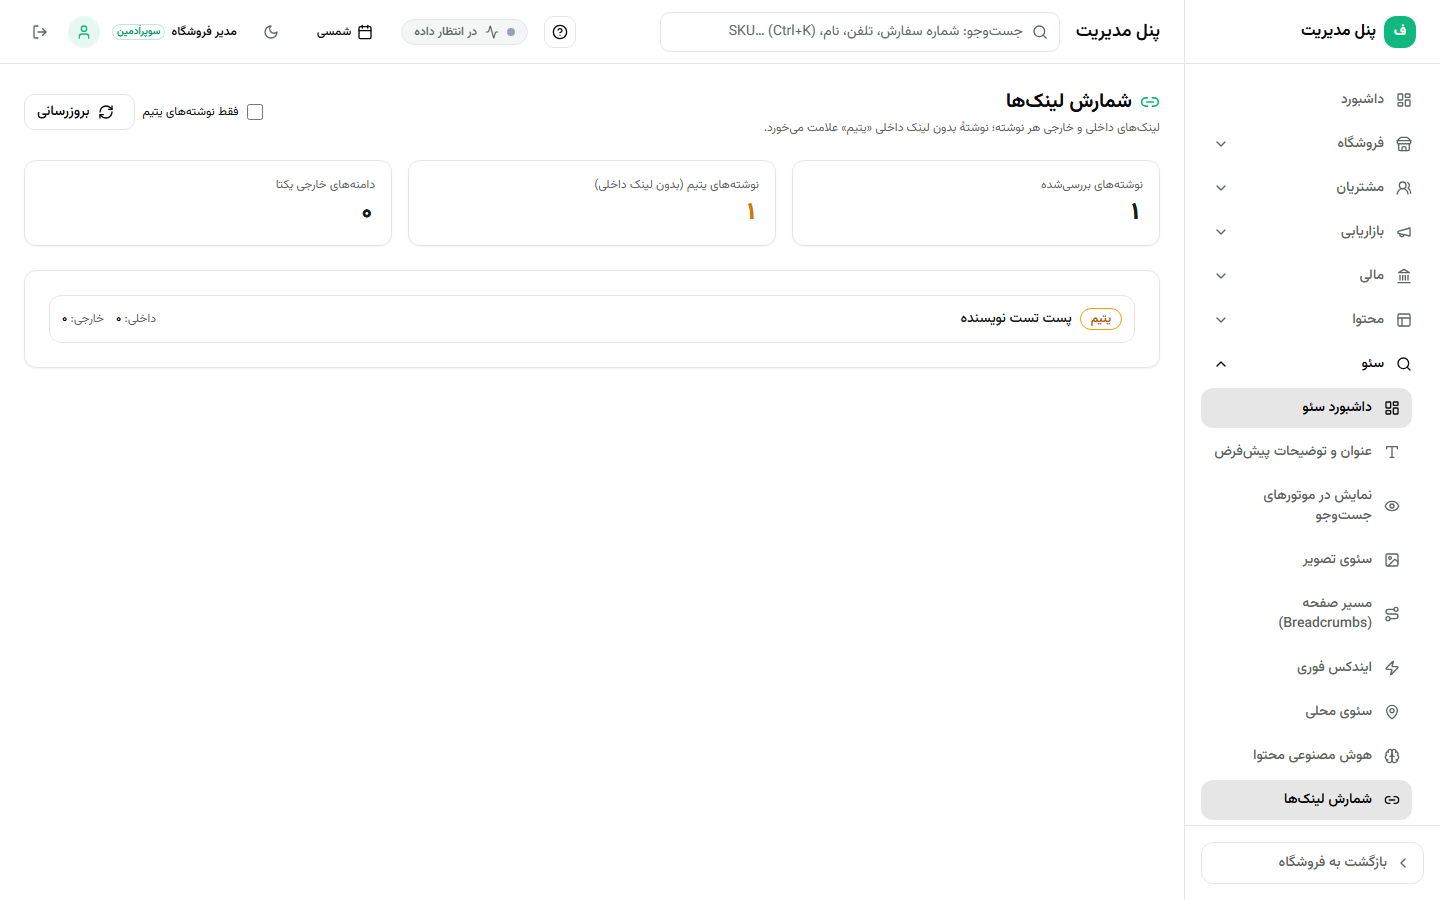 ف
پنل مدیریت
داشبورد
فروشگاه
مشتریان
بازاریابی
مالی
محتوا
سئو
داشبورد سئو
عنوان و توضیحات پیش‌فرض
نمایش در موتورهای
جست‌وجو
سئوی تصویر
مسیر صفحه
(Breadcrumbs)
ایندکس فوری
سئوی محلی
هوش مصنوعی محتوا
شمارش لینک‌ها
بازگشت به فروشگاه
پنل مدیریت
جست‌وجو: شماره سفارش، تلفن، نام، SKU... (Ctrl+K)
در انتظار داده
شمسی
مدیر فروشگاه
سوپرادمین
شمارش لینک‌ها
لینک‌های داخلی و خارجی هر نوشته؛ نوشتهٔ بدون لینک داخلی «یتیم» علامت می‌خورد.
فقط نوشته‌های یتیم
بروزرسانی
نوشته‌های بررسی‌شده
۱
نوشته‌های یتیم (بدون لینک داخلی)
۱
دامنه‌های خارجی یکتا
۰
یتیم
پست تست نویسنده
داخلی: ۰
خارجی: ۰